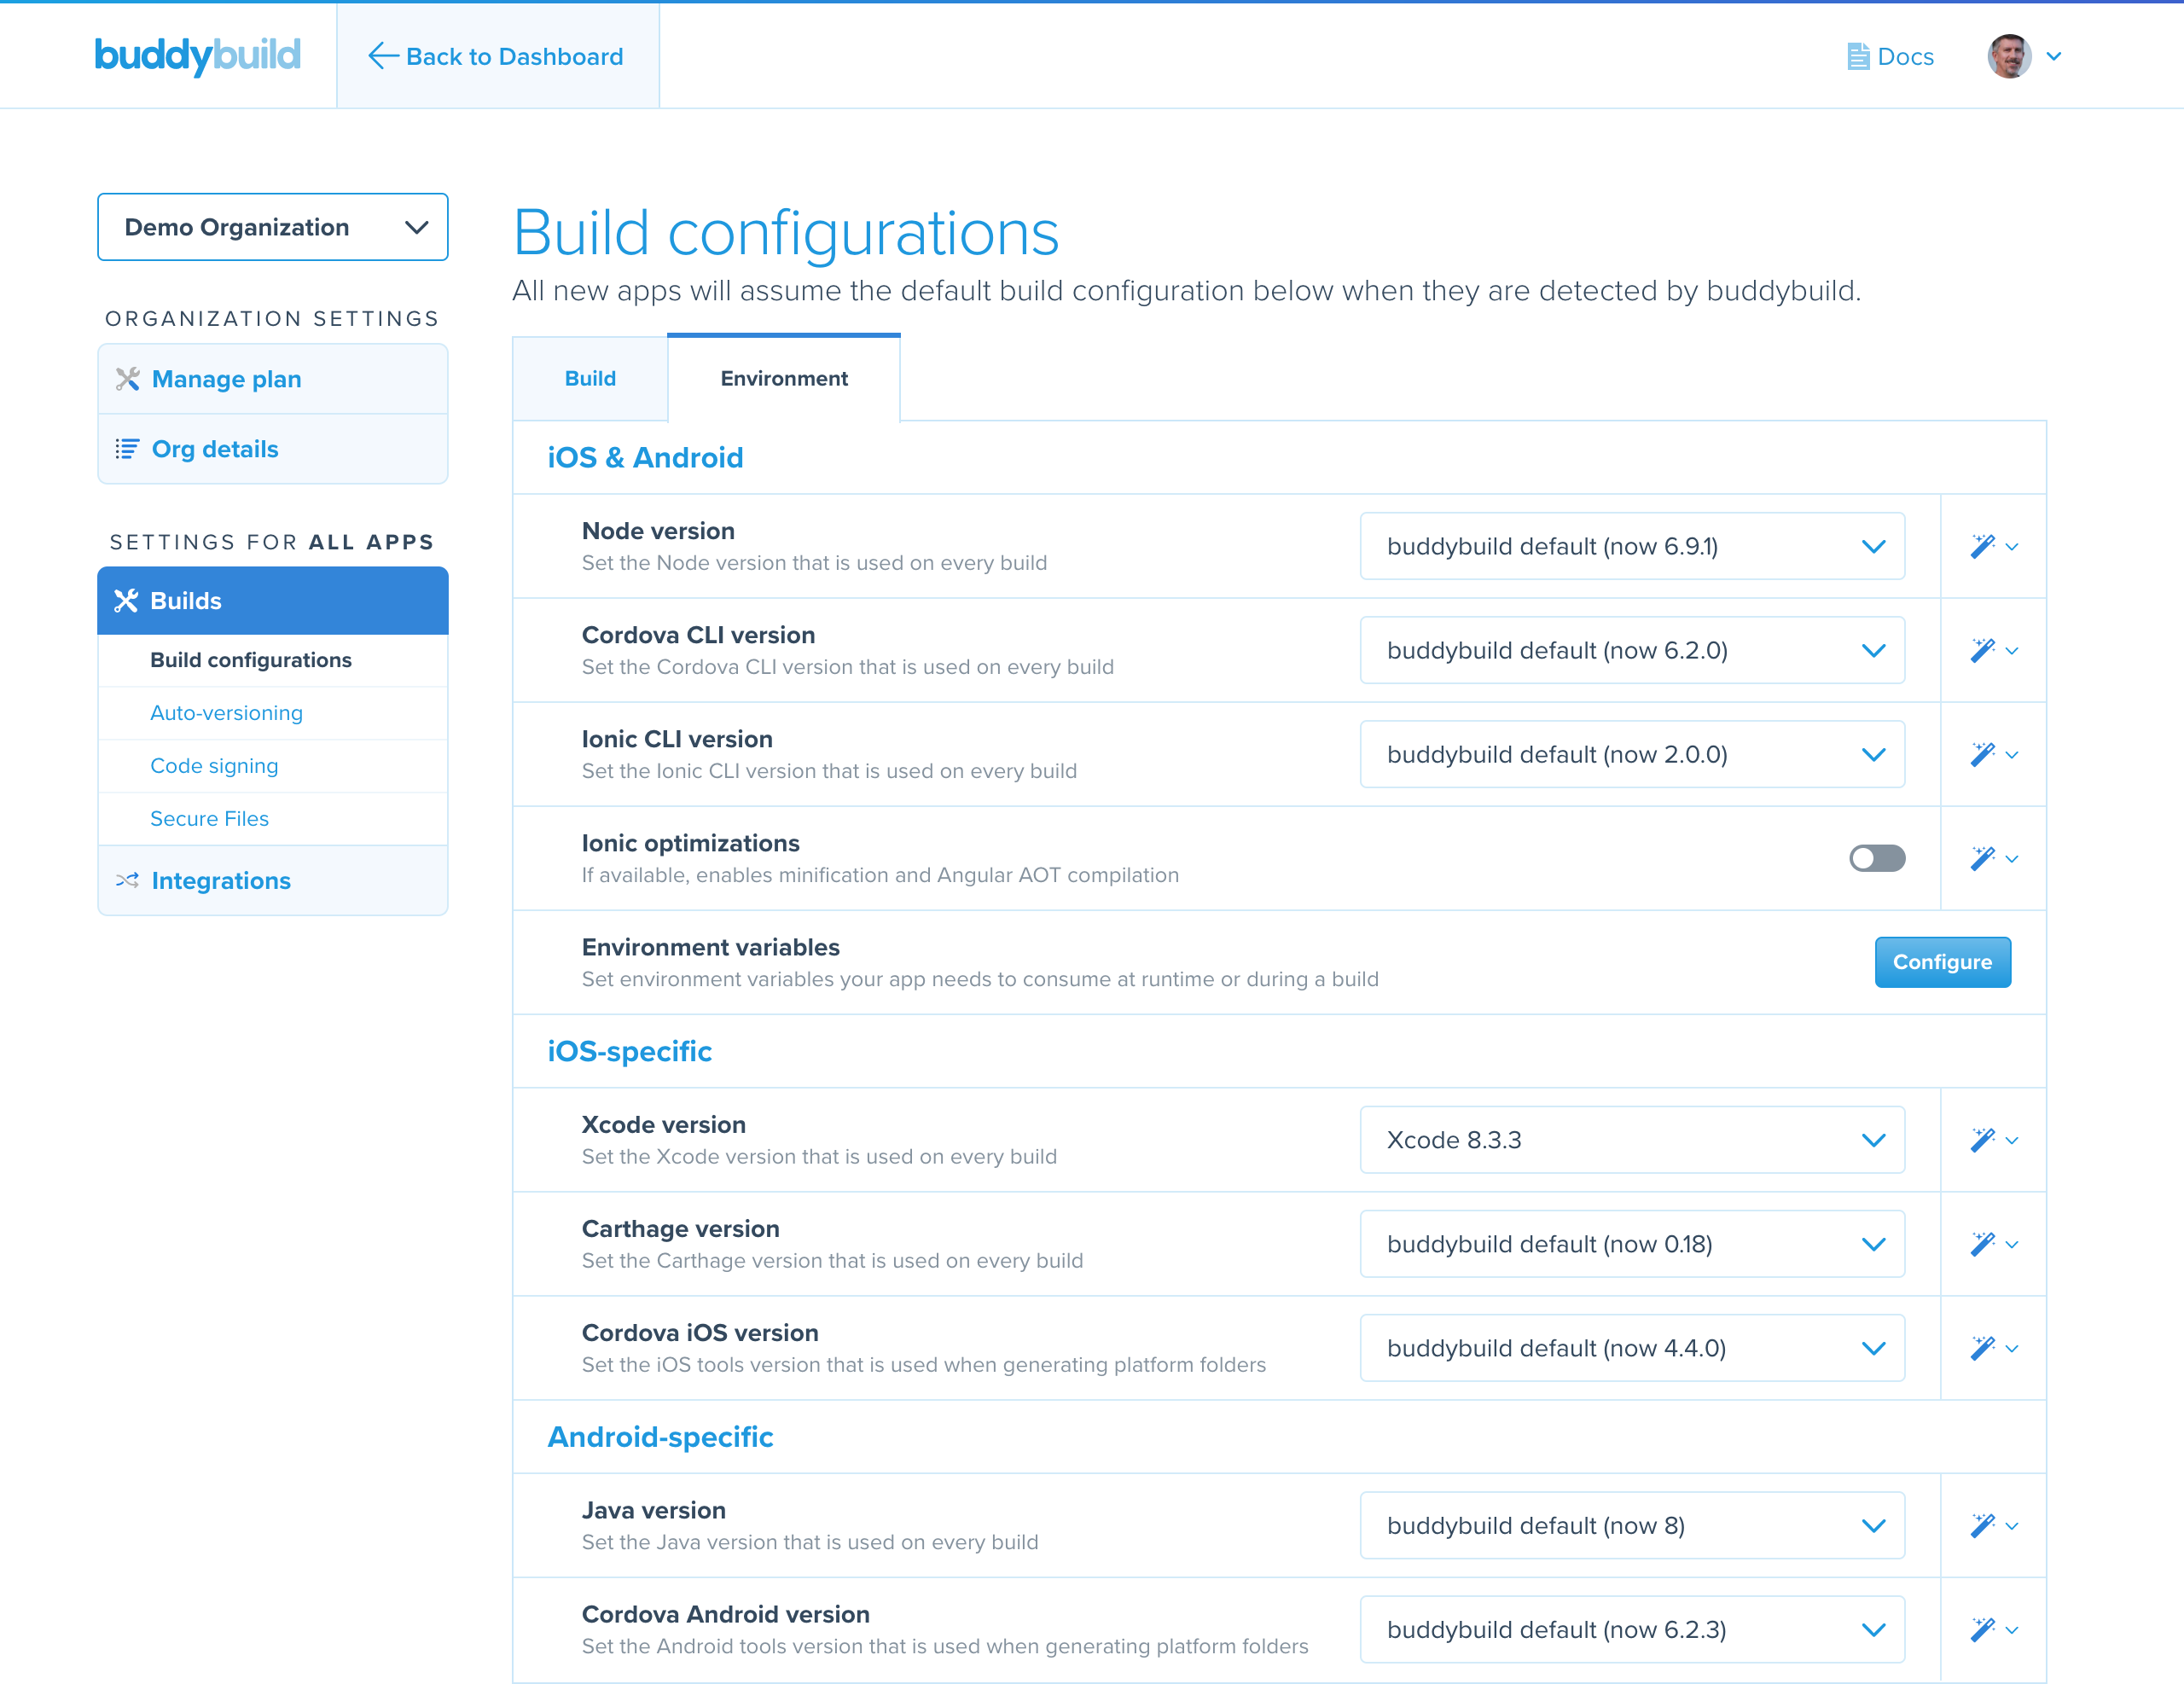 buddybuild
Back to Dashboard
Docs
Demo Organization
ORGANIZATION SETTINGS
Manage plan
Org details
SETTINGS FOR ALL APPS
Builds
Build configurations
Auto-versioning
Code signing
Secure Files
Integrations
Build configurations
All new apps will assume the default build configuration below when they are detected by buddybuild.
Build
Environment
iOS & Android
Node version
Set the Node version that is used on every build
buddybuild default (now 6.9.1)
Cordova CLI version
Set the Cordova CLI version that is used on every build
buddybuild default (now 6.2.0)
Ionic CLI version
Set the Ionic CLI version that is used on every build
buddybuild default (now 2.0.0)
Ionic optimizations
If available, enables minification and Angular AOT compilation
Environment variables
Set environment variables your app needs to consume at runtime or during a build
Configure
iOS-specific
Xcode version
Set the Xcode version that is used on every build
Xcode 8.3.3
Carthage version
Set the Carthage version that is used on every build
buddybuild default (now 0.18)
Cordova iOS version
Set the iOS tools version that is used when generating platform folders
buddybuild default (now 4.4.0)
Android-specific
Java version
Set the Java version that is used on every build
buddybuild default (now 8)
Cordova Android version
Set the Android tools version that is used when generating platform folders
buddybuild default (now 6.2.3)